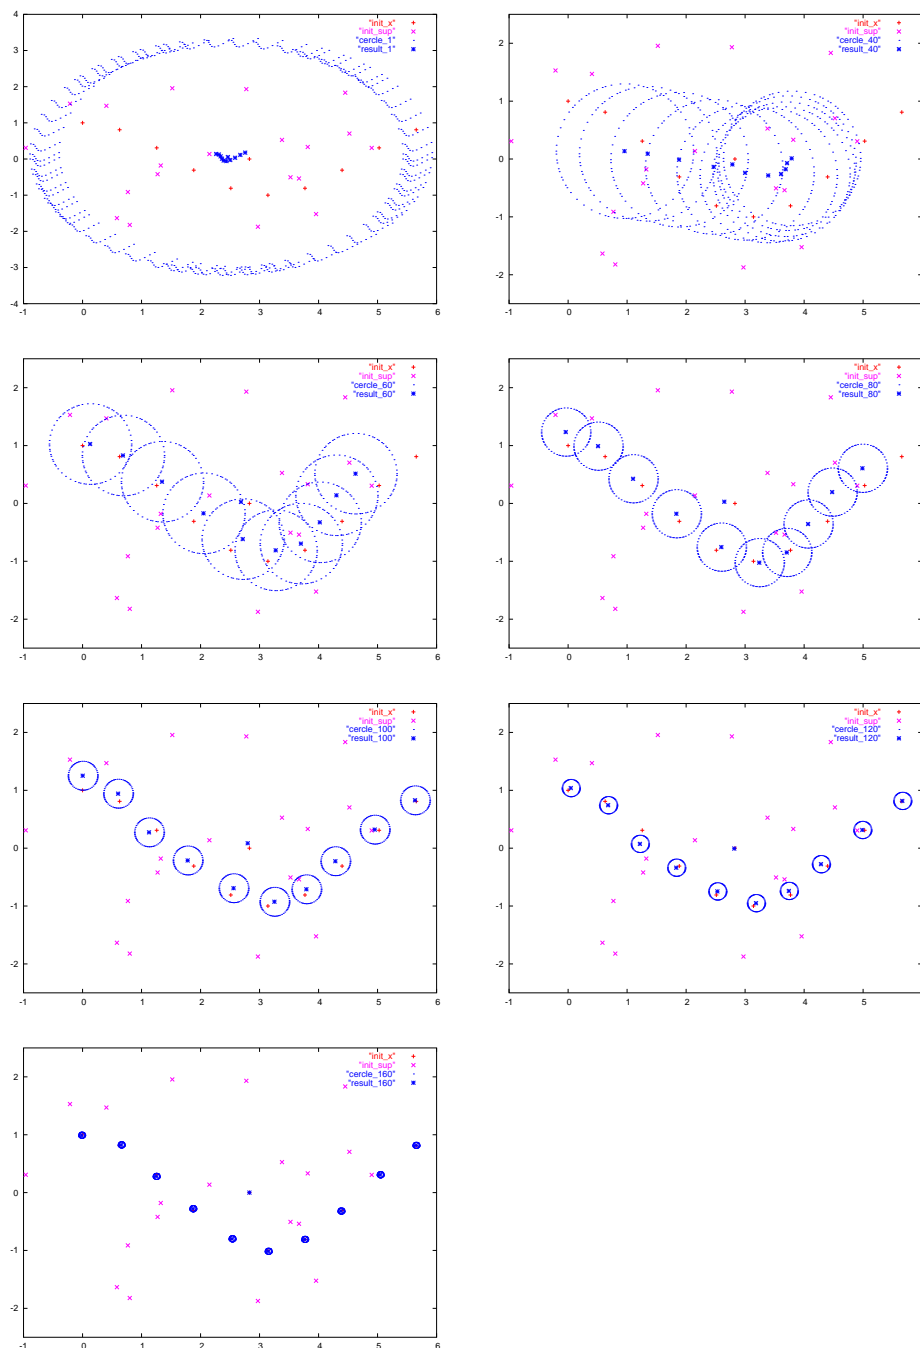 4
3
2
1
0
-1
-2
-3
-4
-1 0 1 2 3 4 5 6
"init_x"
"init_sup"
"cercle_1"
"result_1"
2
1
0
-1
-2
0 1 2 3 4 5
"init_x"
"init_sup"
"cercle_40"
"result_40"
2
1
0
-1
-2
-1 0 1 2 3 4 5 6
"init_x"
"init_sup"
"cercle_60"
"result_60"
2
1
0
-1
-2
0 1 2 3 4 5
"init_x"
"init_sup"
"cercle_80"
"result_80"
2
1
0
-1
-2
-1 0 1 2 3 4 5 6
"init_x"
"init_sup"
"cercle_100"
"result_100"
2
1
0
-1
-2
0 1 2 3 4 5
"init_x"
"init_sup"
"cercle_120"
"result_120"
2
1
0
-1
-2
-1 0 1 2 3 4 5 6
"init_x"
"init_sup"
"cercle_160"
"result_160"